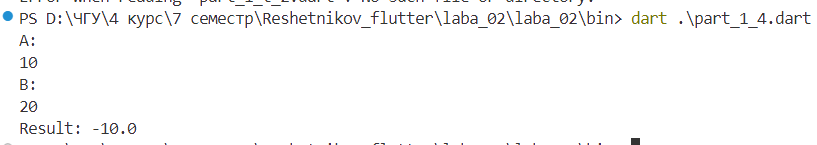 PS D:\ЧГУ\4 курс\7 семестр\Reshetnikov_flutter\laba_02\laba_02\bin> dart .\part_1_4.dart
A:
10
B:
20
Result: -10.0